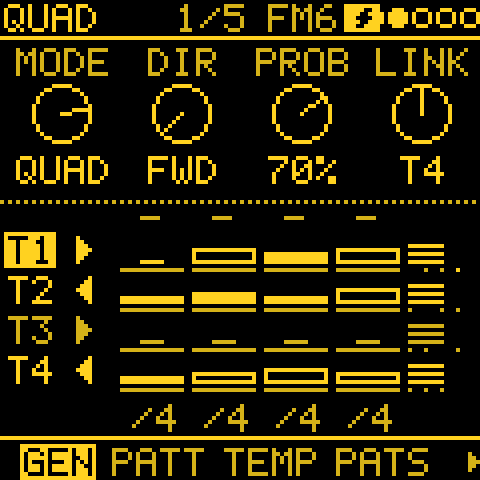 QUAD 1/5 FM6 f
MODE DIR PROB LINK
QUAD FWD 70% T4
T1
T2
T3
T4
/4 /4 /4 /4
GEN PATT TEMP PATS